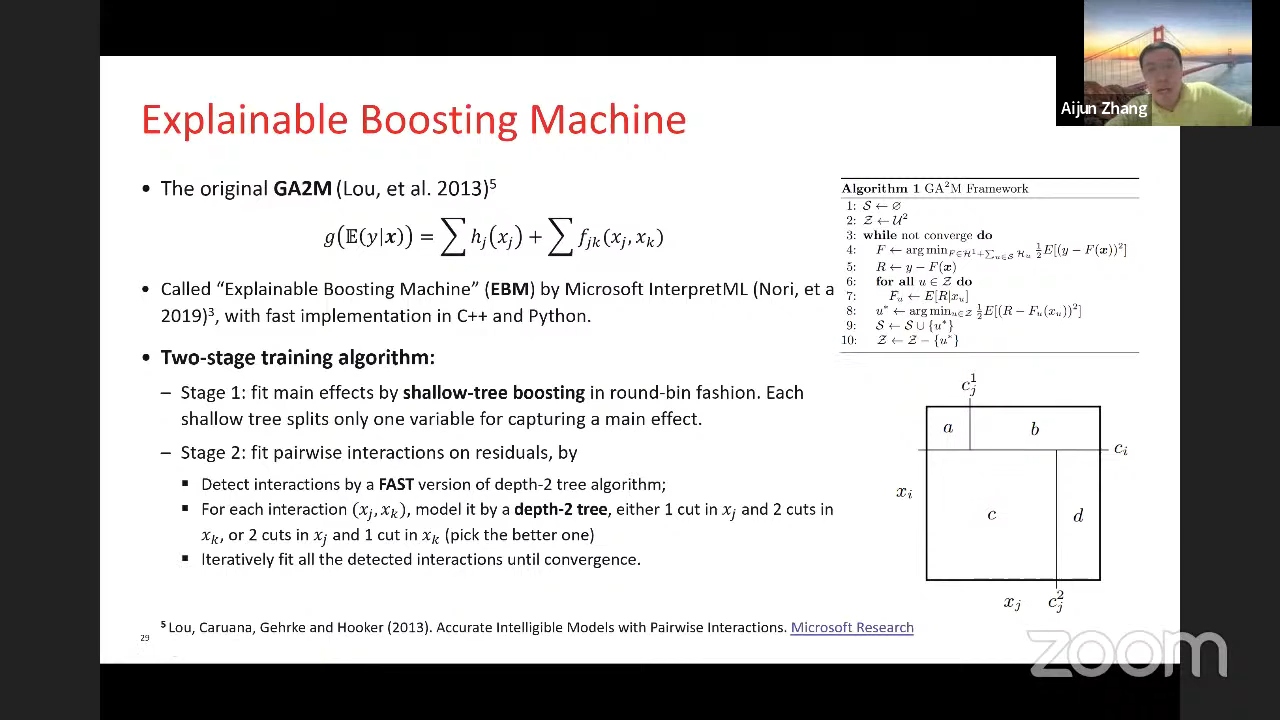 Explainable Boosting Machine
Aijun Zhang
• The original GA2M (Lou, et al. 2013)⁵
g(𝔼(y|x)) = ∑ hⱼ(xⱼ) + ∑ fⱼₖ(xⱼ, xₖ)
• Called “Explainable Boosting Machine” (EBM) by Microsoft InterpretML (Nori, et a
2019)³, with fast implementation in C++ and Python.
• Two-stage training algorithm:
– Stage 1: fit main effects by shallow-tree boosting in round-bin fashion. Each
shallow tree splits only one variable for capturing a main effect.
– Stage 2: fit pairwise interactions on residuals, by
▪ Detect interactions by a FAST version of depth-2 tree algorithm;
▪ For each interaction (xⱼ, xₖ), model it by a depth-2 tree, either 1 cut in xⱼ and 2 cuts in
xₖ, or 2 cuts in xⱼ and 1 cut in xₖ (pick the better one)
▪ Iteratively fit all the detected interactions until convergence.
Algorithm 1 GA²M Framework
1: S ← ∅
2: Z ← U²
3: while not converge do
4: F ← arg min_{F∈H¹+∑_{u∈S} H_u} ½E[(y − F(x))²]
5: R ← y − F(x)
6: for all u ∈ Z do
7: F_u ← E[R|x_u]
8: u* ← arg min_{u∈Z} ½E[(R − F_u(x_u))²]
9: S ← S ∪ {u*}
10: Z ← Z − {u*}
c_j^1
a b
c_i
x_i
c d
x_j c_j^2
⁵ Lou, Caruana, Gehrke and Hooker (2013). Accurate Intelligible Models with Pairwise Interactions. Microsoft Research
29
zoom